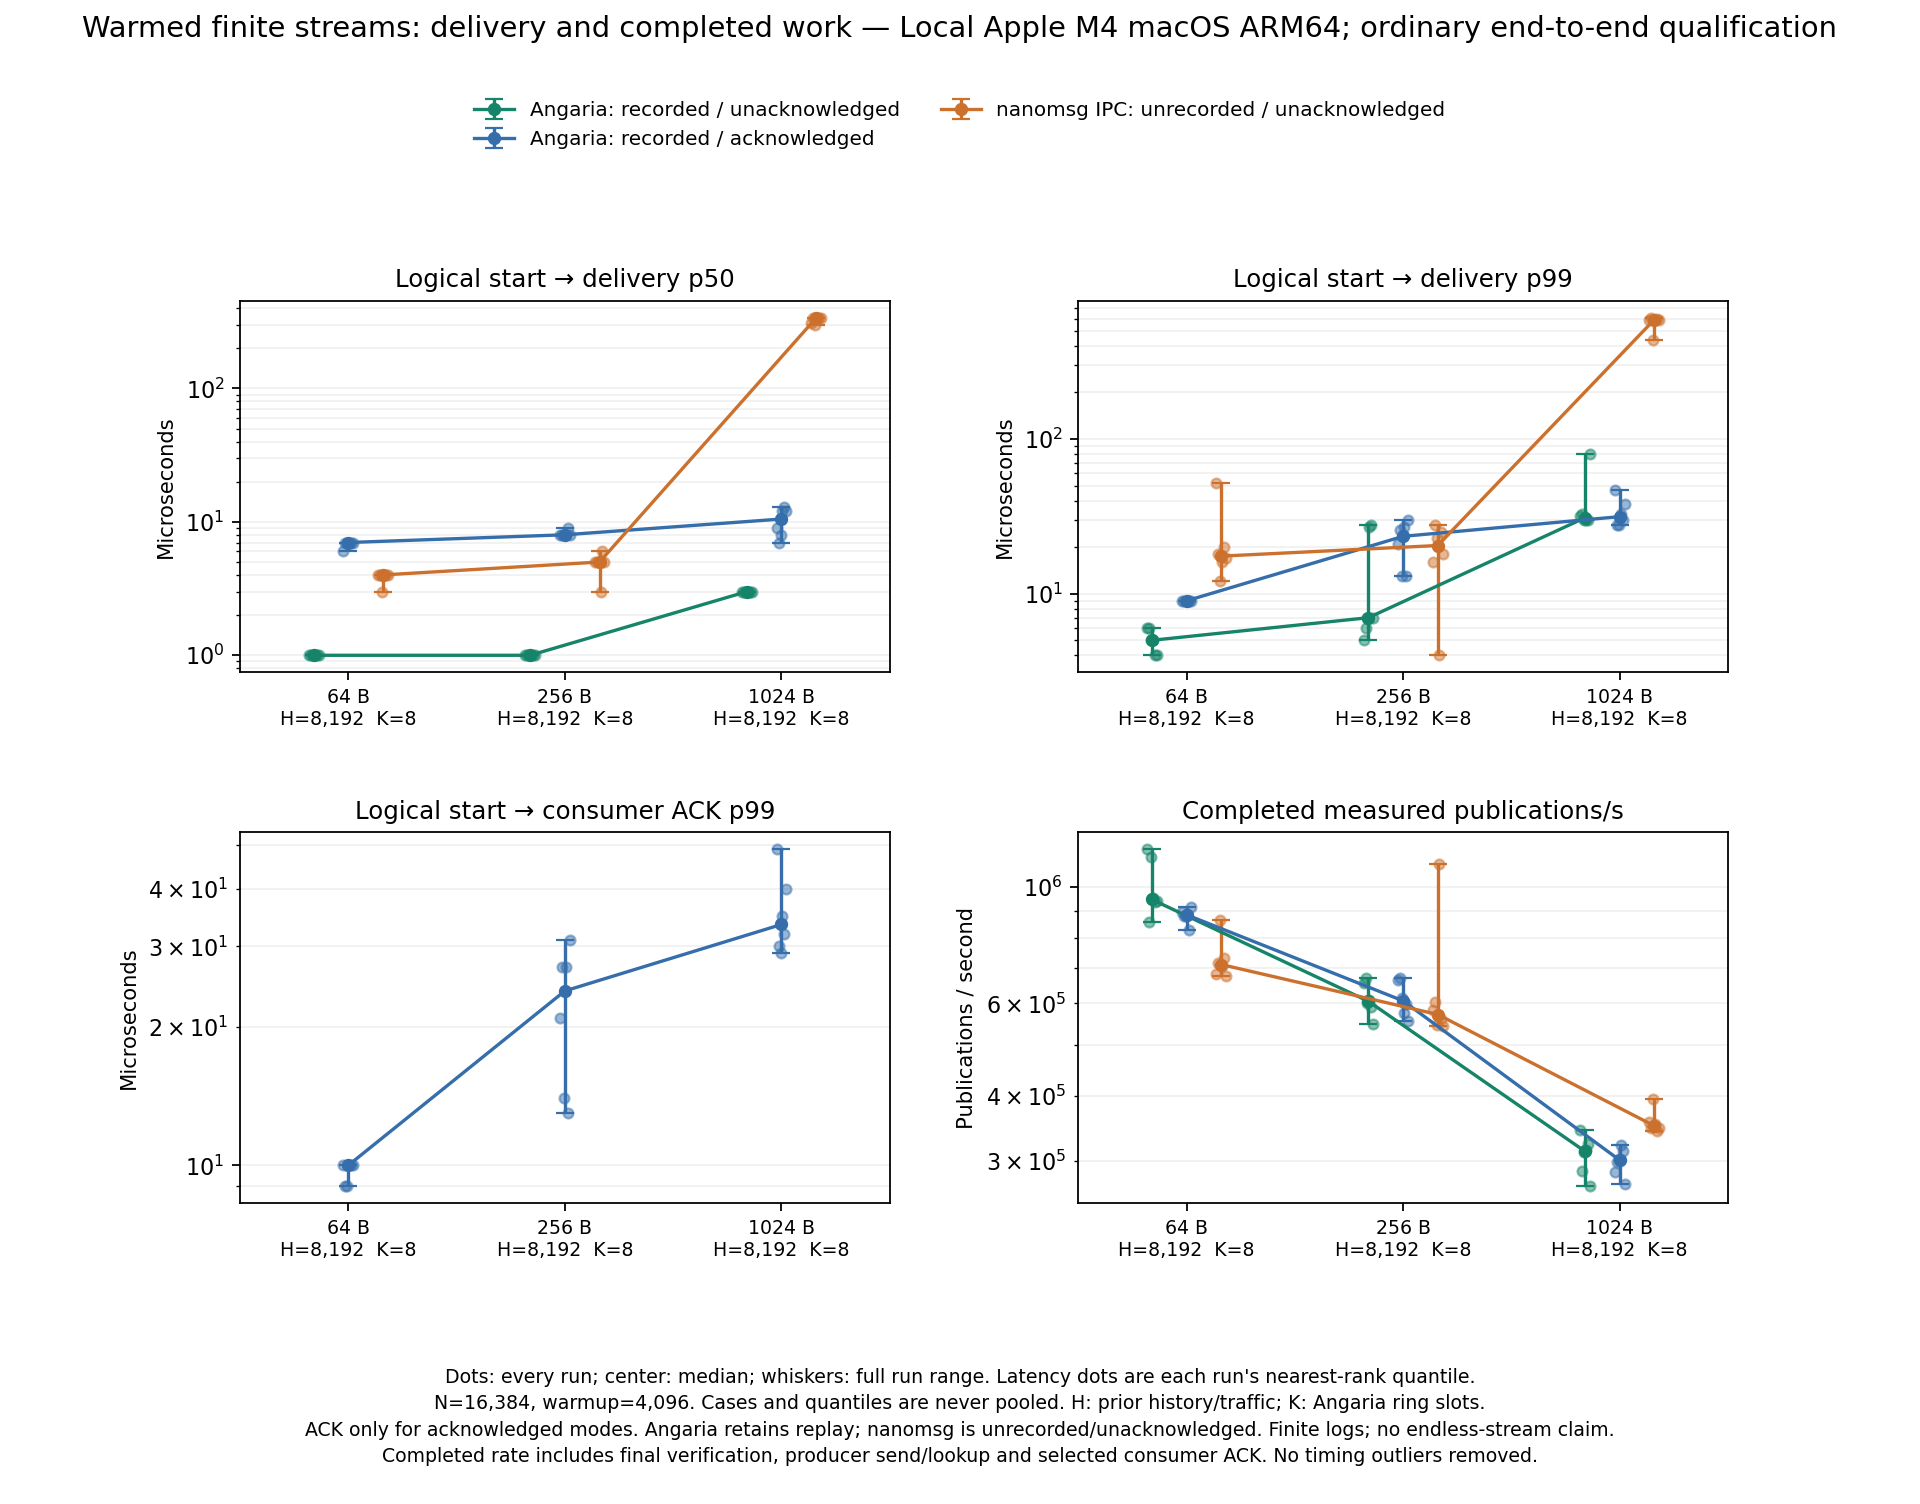 Warmed finite streams: delivery and completed work — Local Apple M4 macOS ARM64; ordinary end-to-end qualification
Angaria: recorded / unacknowledged
Angaria: recorded / acknowledged
nanomsg IPC: unrecorded / unacknowledged
Logical start → delivery p50
Microseconds
10²
10¹
10⁰
64 B
H=8,192 K=8
256 B
H=8,192 K=8
1024 B
H=8,192 K=8
Logical start → delivery p99
Microseconds
10²
10¹
64 B
H=8,192 K=8
256 B
H=8,192 K=8
1024 B
H=8,192 K=8
Logical start → consumer ACK p99
Microseconds
4 × 10¹
3 × 10¹
2 × 10¹
10¹
64 B
H=8,192 K=8
256 B
H=8,192 K=8
1024 B
H=8,192 K=8
Completed measured publications/s
Publications / second
10⁶
6 × 10⁵
4 × 10⁵
3 × 10⁵
64 B
H=8,192 K=8
256 B
H=8,192 K=8
1024 B
H=8,192 K=8
Dots: every run; center: median; whiskers: full run range. Latency dots are each run's nearest-rank quantile.
N=16,384, warmup=4,096. Cases and quantiles are never pooled. H: prior history/traffic; K: Angaria ring slots.
ACK only for acknowledged modes. Angaria retains replay; nanomsg is unrecorded/unacknowledged. Finite logs; no endless-stream claim.
Completed rate includes final verification, producer send/lookup and selected consumer ACK. No timing outliers removed.